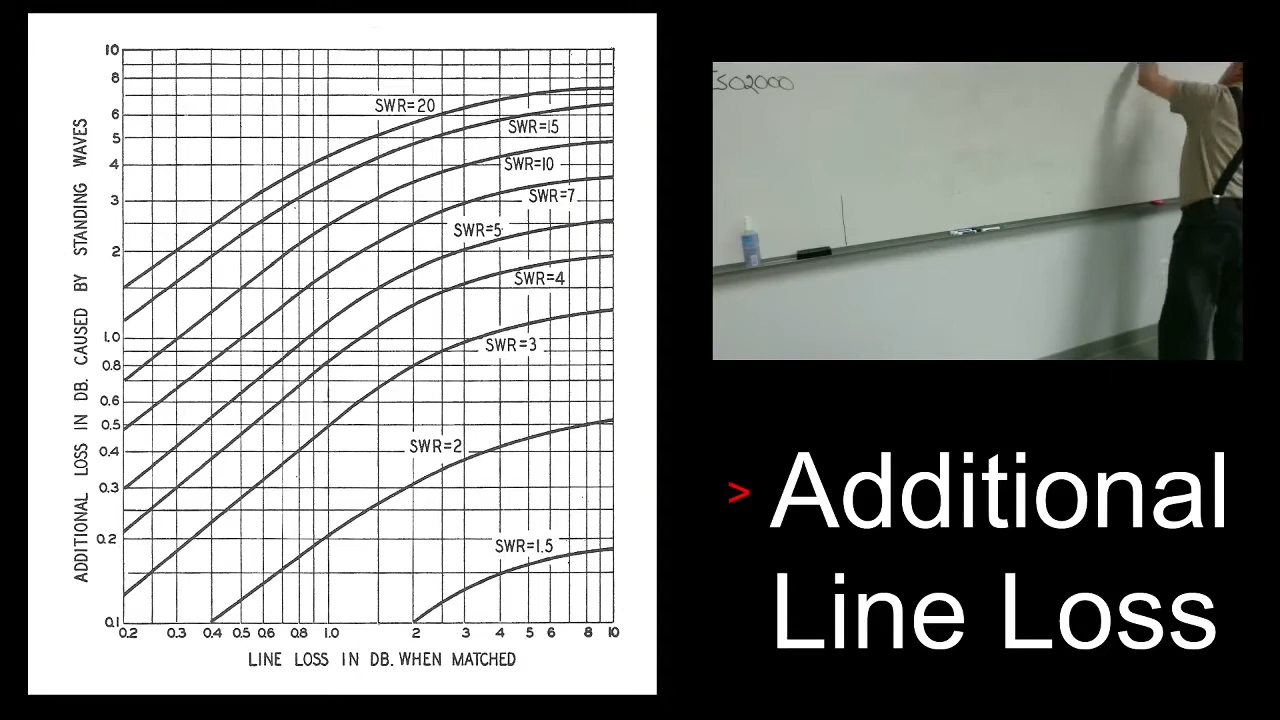 10
8
6
5
4
3
2
1.0
0.8
0.6
0.5
0.4
0.3
0.2
0.1
ADDITIONAL LOSS IN DB. CAUSED BY STANDING WAVES
SWR=20
SWR=15
SWR=10
SWR=7
SWR=5
SWR=4
SWR=3
SWR=2
SWR=1.5
0.2 0.3 0.4 0.5 0.6 0.8 1.0 2 3 4 5 6 8 10
LINE LOSS IN DB. WHEN MATCHED
ISO2000
> Additional
Line Loss